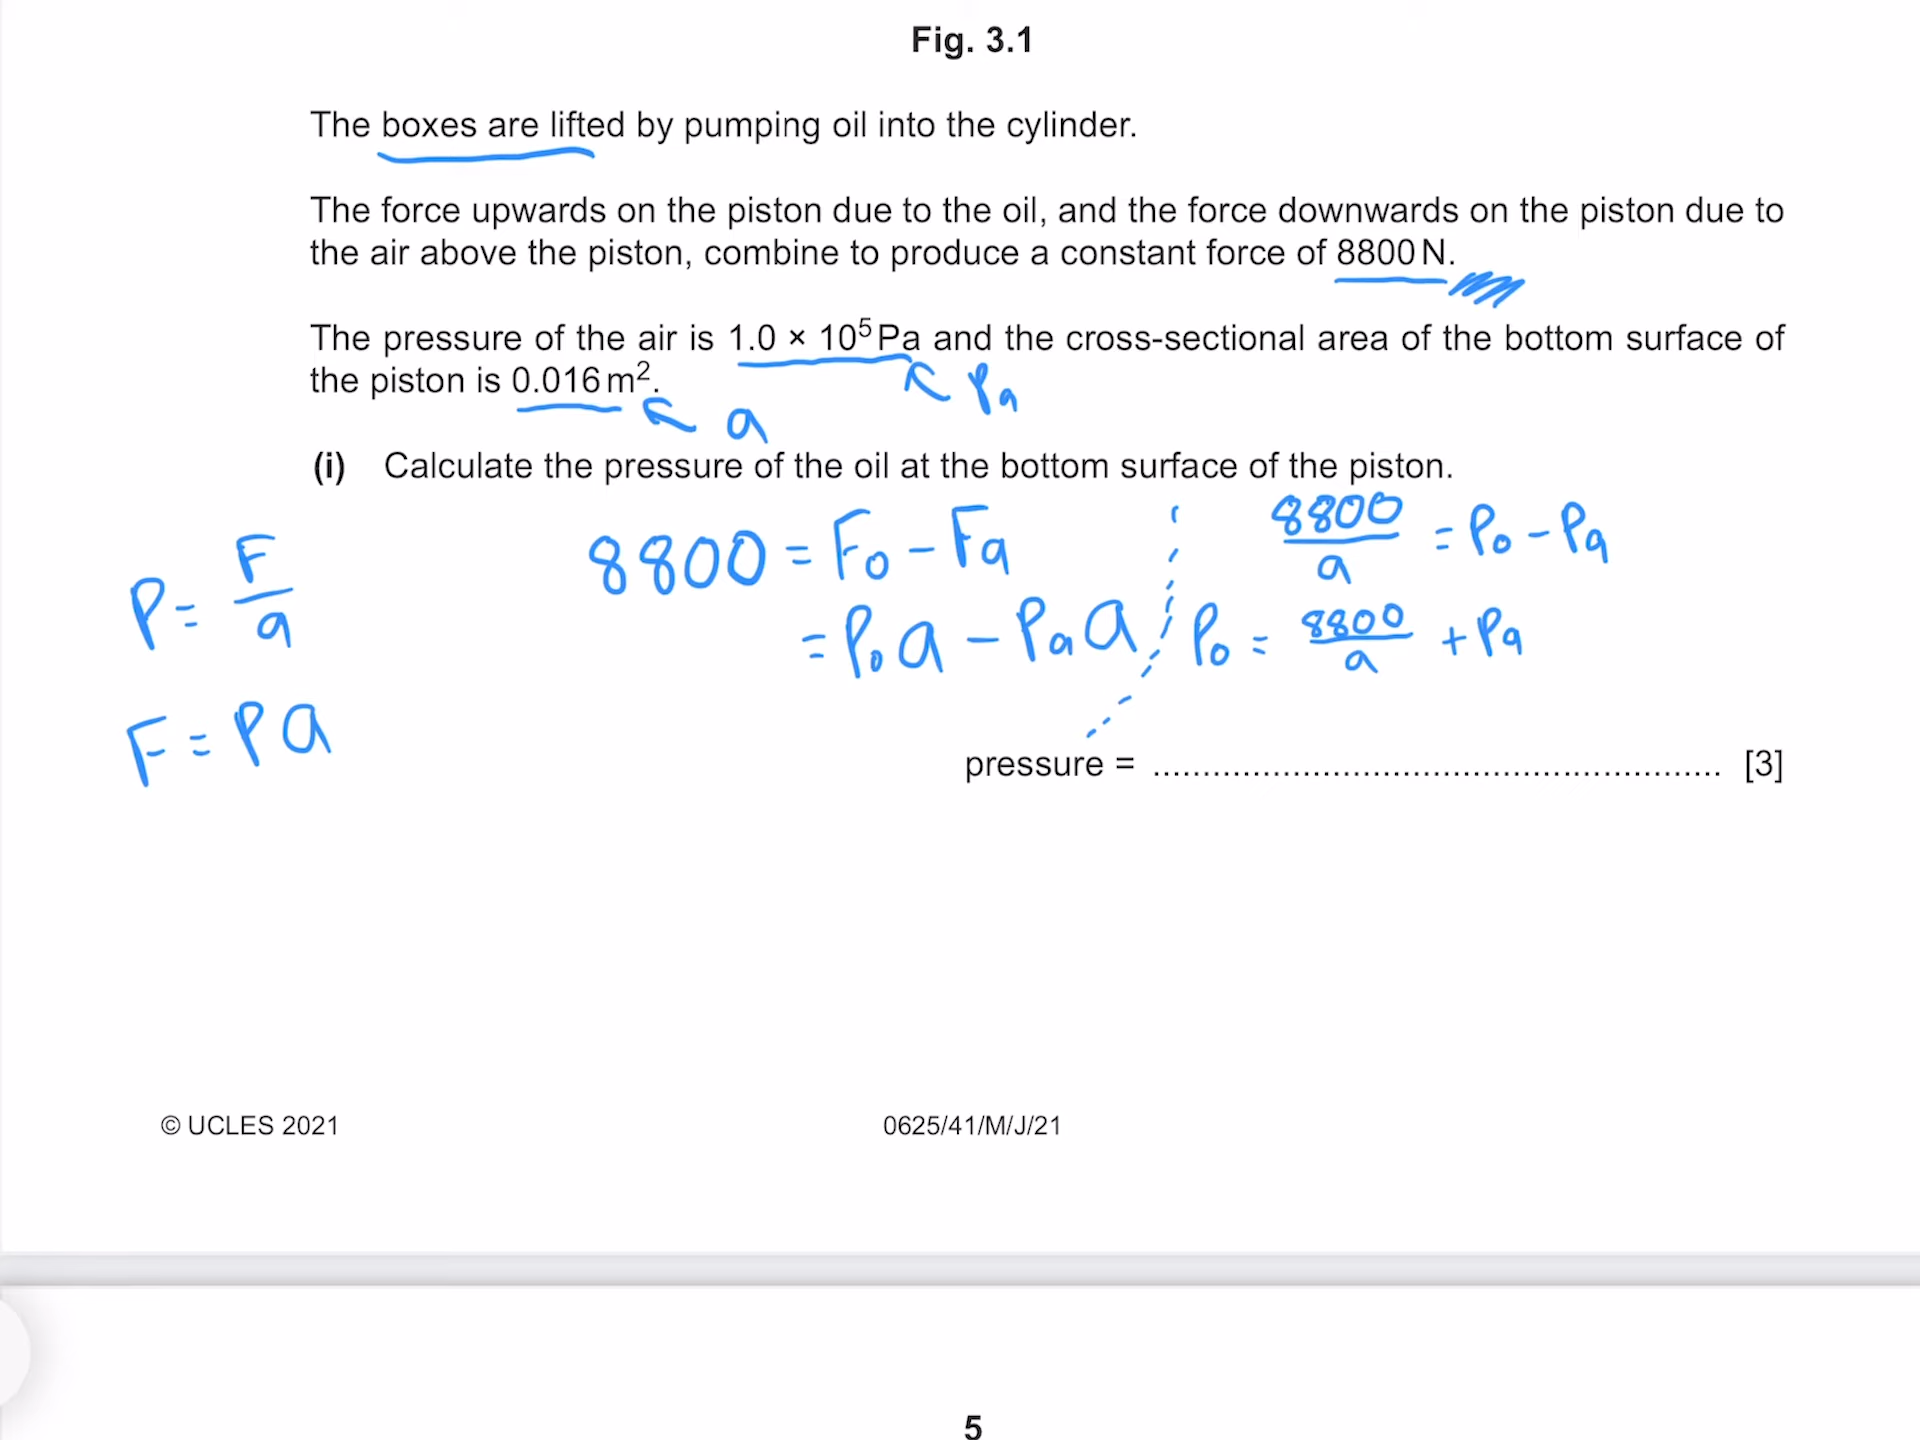 Fig. 3.1
The boxes are lifted by pumping oil into the cylinder.
The force upwards on the piston due to the oil, and the force downwards on the piston due to
the air above the piston, combine to produce a constant force of 8800 N.
The pressure of the air is 1.0 × 10⁵ Pa and the cross-sectional area of the bottom surface of
the piston is 0.016 m².
Pa
a
(i) Calculate the pressure of the oil at the bottom surface of the piston.
P = F/a
F = Pa
8800 = Fo - Fa
= Po a - Pa a
8800/a = Po - Pa
Po = 8800/a + Pa
pressure = ........................................................ [3]
© UCLES 2021
0625/41/M/J/21
5